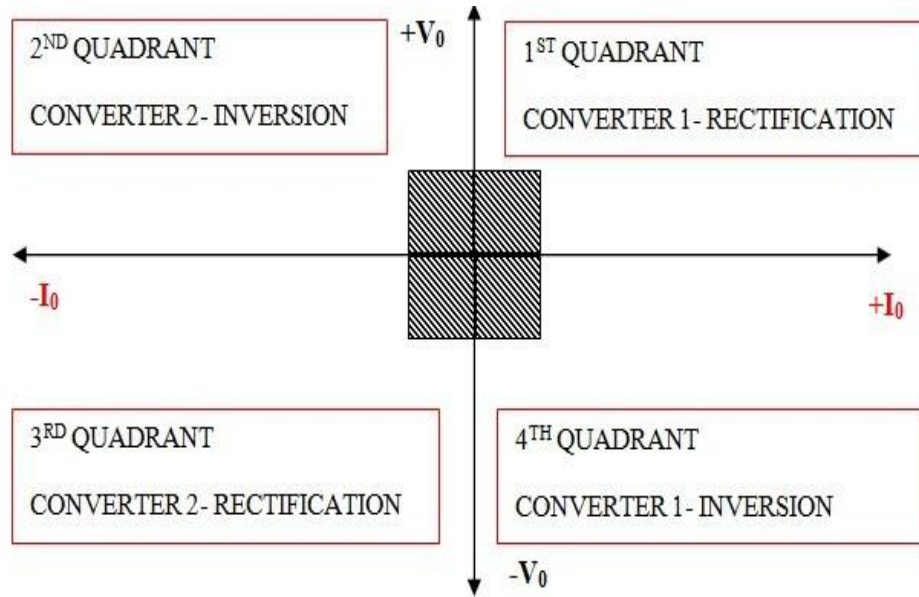 2ND QUADRANT
CONVERTER 2- INVERSION
+V0
1ST QUADRANT
CONVERTER 1- RECTIFICATION
-I0
+I0
3RD QUADRANT
CONVERTER 2- RECTIFICATION
4TH QUADRANT
CONVERTER 1- INVERSION
-V0